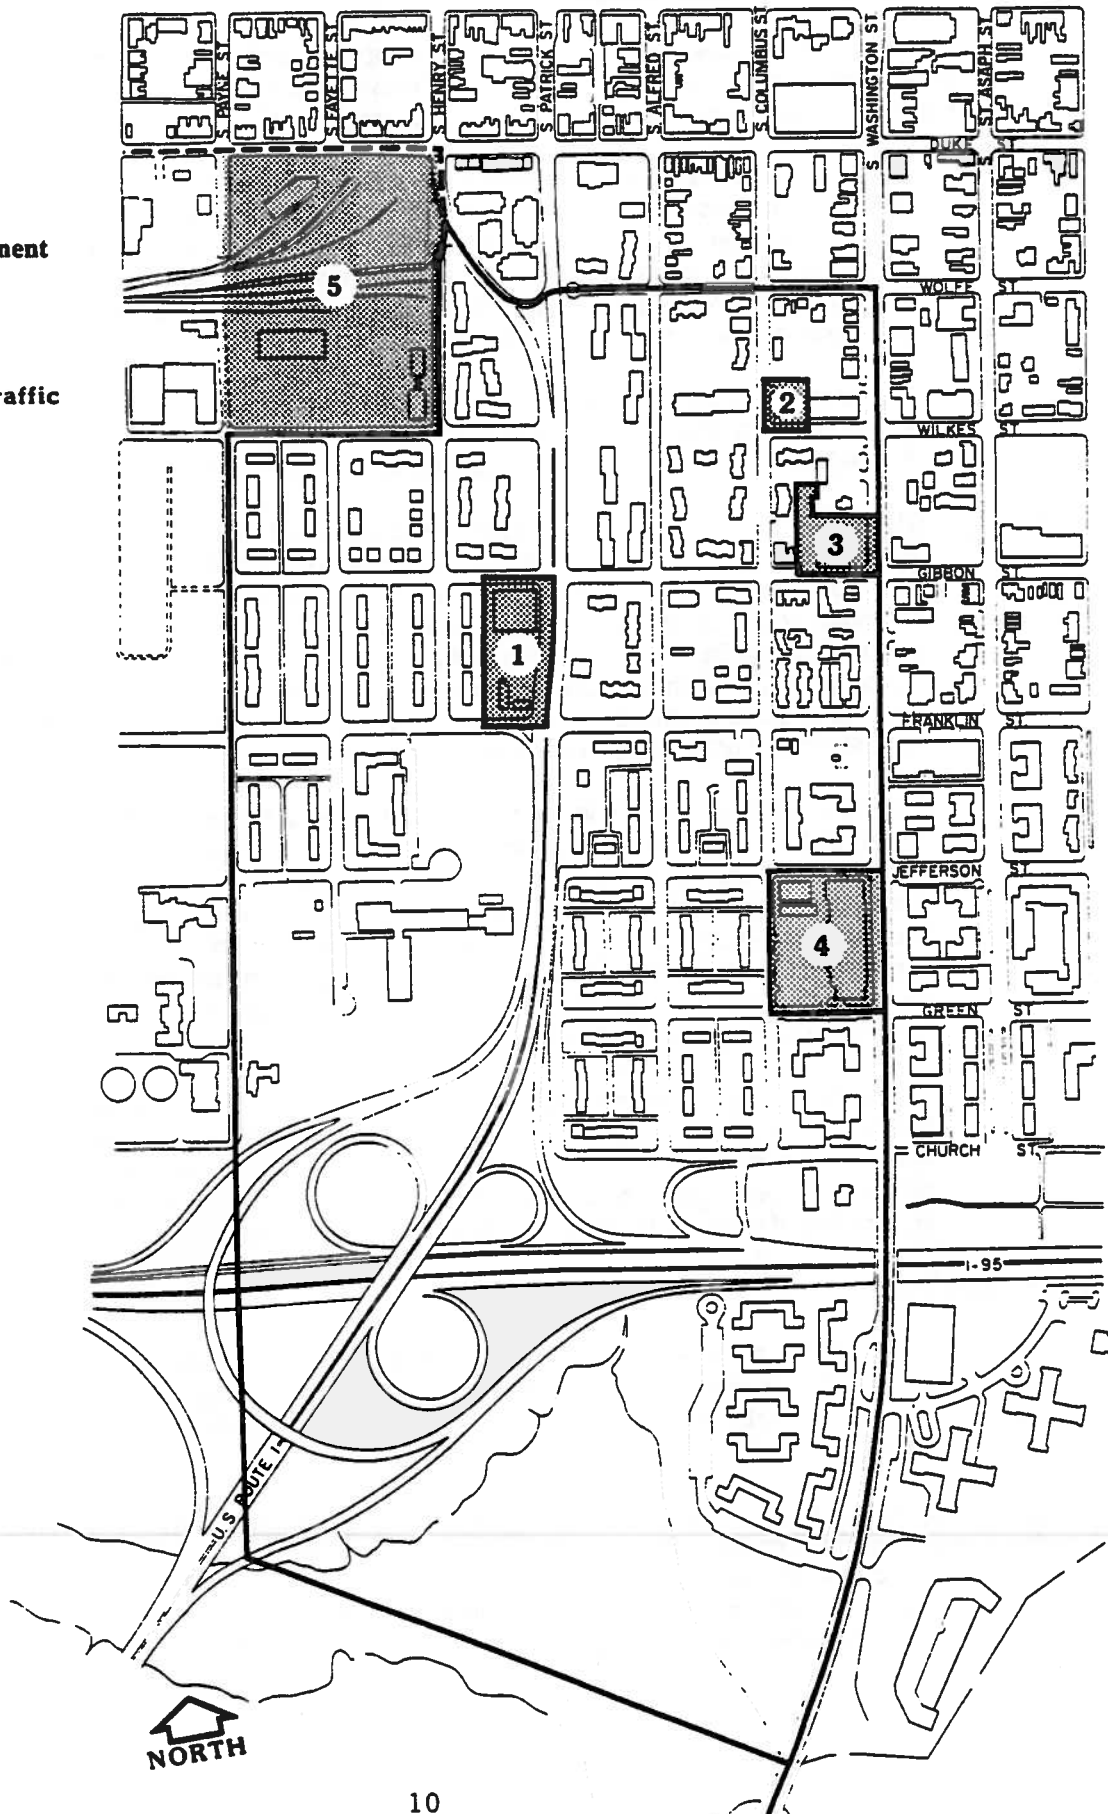 S PAYNE ST
S FAYETTE ST
S HENRY ST
S PATRICK ST
S ALFRED ST
S COLUMBUS ST
S WASHINGTON ST
S ST ASAPH ST
DUKE ST
nent
5
WOLFE ST
raffic
2
WILKES ST
3
GIBBON ST
1
FRANKLIN ST
JEFFERSON ST
4
GREEN ST
CHURCH ST
I-95
U.S ROUTE 1
NORTH
10